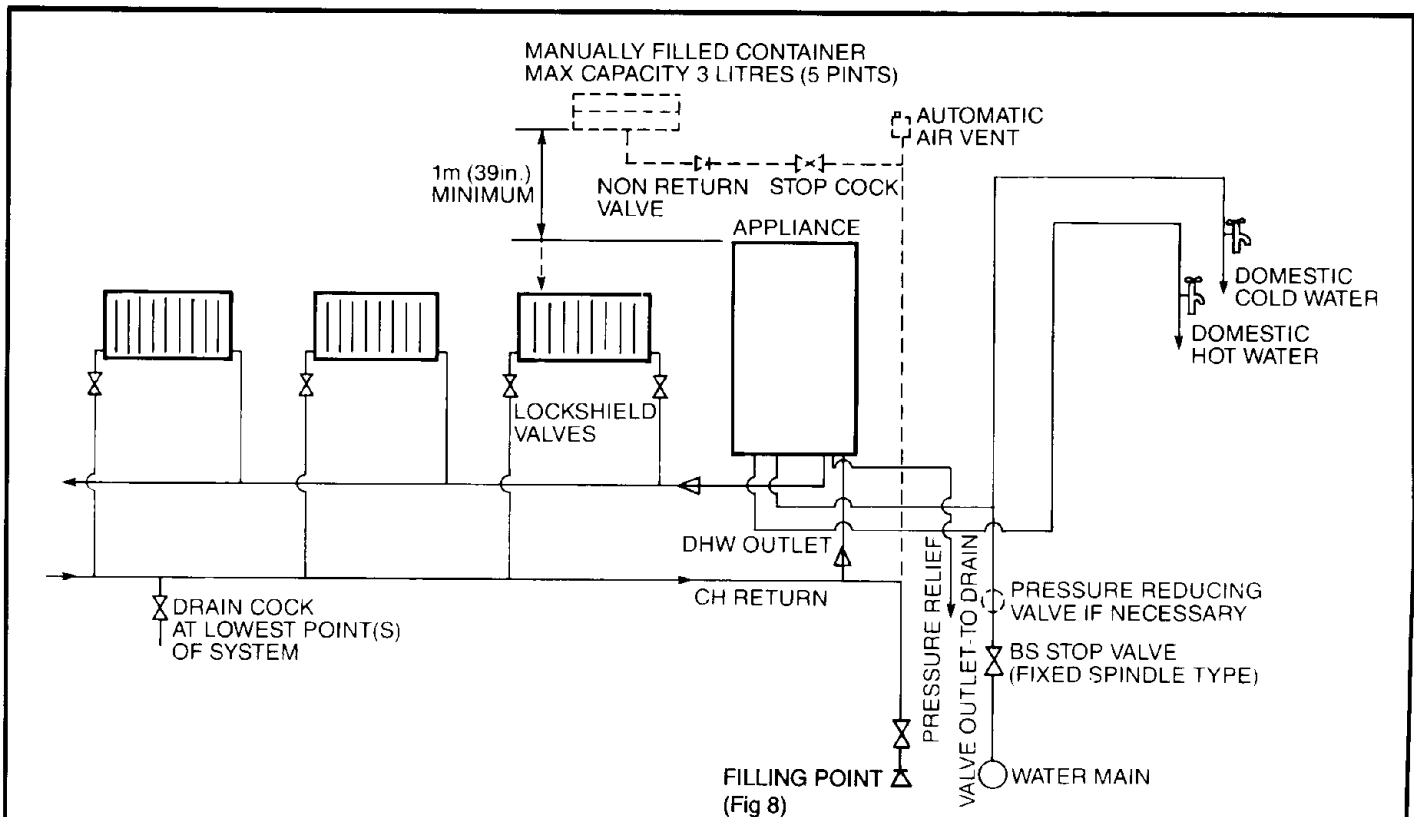 MANUALLY FILLED CONTAINER
MAX CAPACITY 3 LITRES (5 PINTS)
AUTOMATIC
AIR VENT
1m (39in.)
MINIMUM
NON RETURN
VALVE
STOP COCK
APPLIANCE
DOMESTIC
COLD WATER
DOMESTIC
HOT WATER
LOCKSHIELD
VALVES
DHW OUTLET
CH RETURN
DRAIN COCK
AT LOWEST POINT(S)
OF SYSTEM
PRESSURE RELIEF
VALVE OUTLET-TO DRAIN
PRESSURE REDUCING
VALVE IF NECESSARY
BS STOP VALVE
(FIXED SPINDLE TYPE)
FILLING POINT
(Fig 8)
WATER MAIN